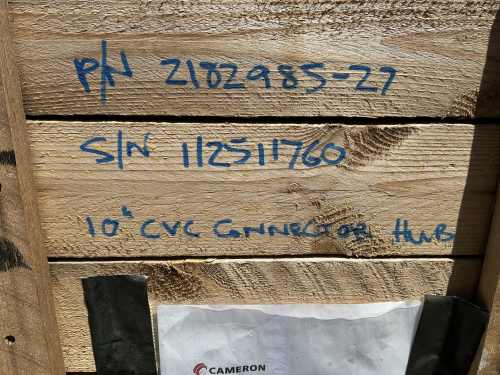 P/N 2182985-27
S/N 112511760
10" CVC CONNECTOR HUB
CAMERON